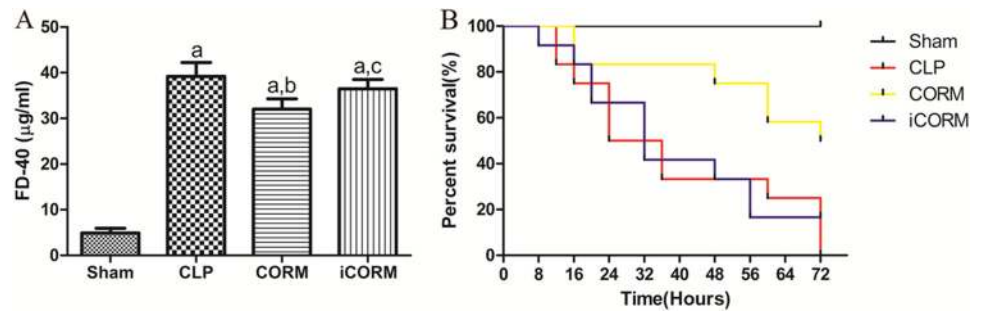 A
FD-40 (µg/ml)
50
40
30
20
10
0
a
a,b
a,c
Sham CLP CORM iCORM
B
Percent survival(%)
100
80
60
40
20
0
0 8 16 24 32 40 48 56 64 72
Time(Hours)
Sham
CLP
CORM
iCORM